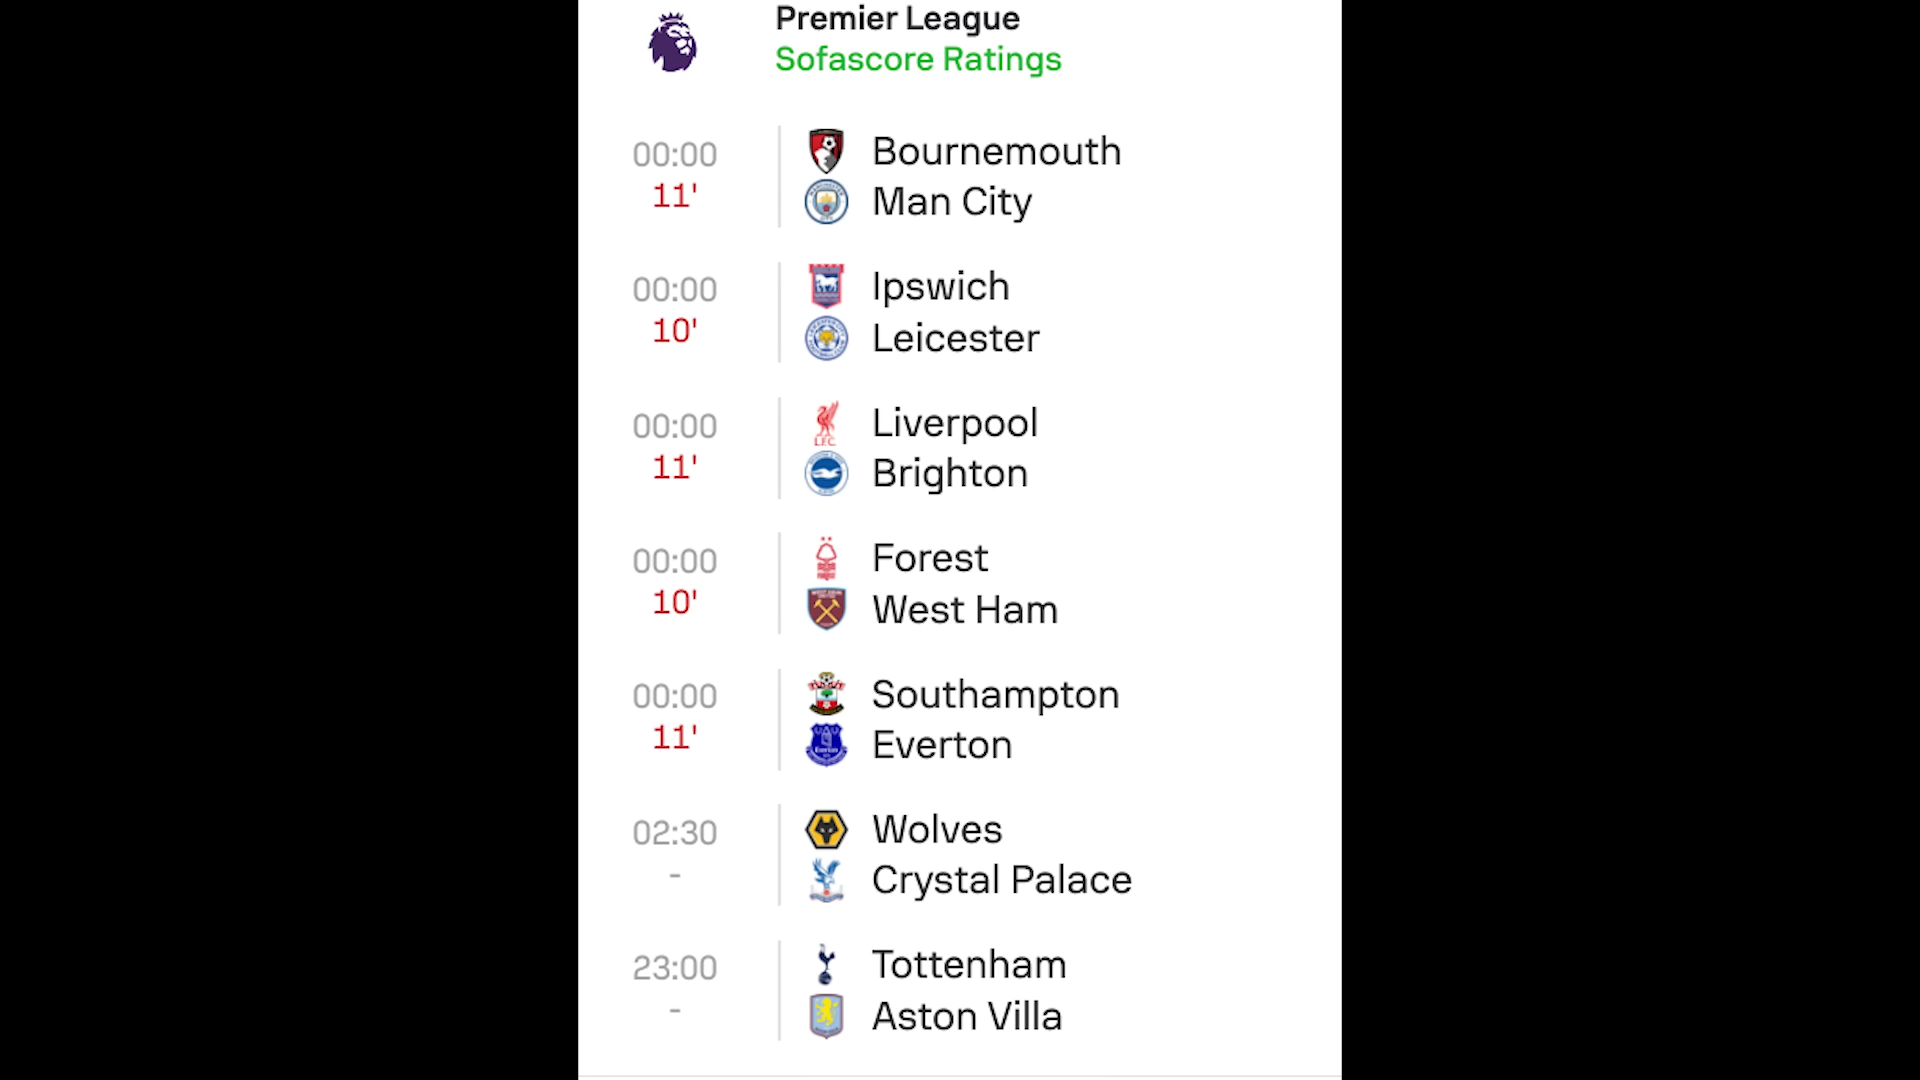 Premier League
Sofascore Ratings
00:00 Bournemouth
11' Man City
00:00 Ipswich
10' Leicester
00:00 Liverpool
11' Brighton
00:00 Forest
10' West Ham
00:00 Southampton
11' Everton
02:30 Wolves
- Crystal Palace
23:00 Tottenham
- Aston Villa